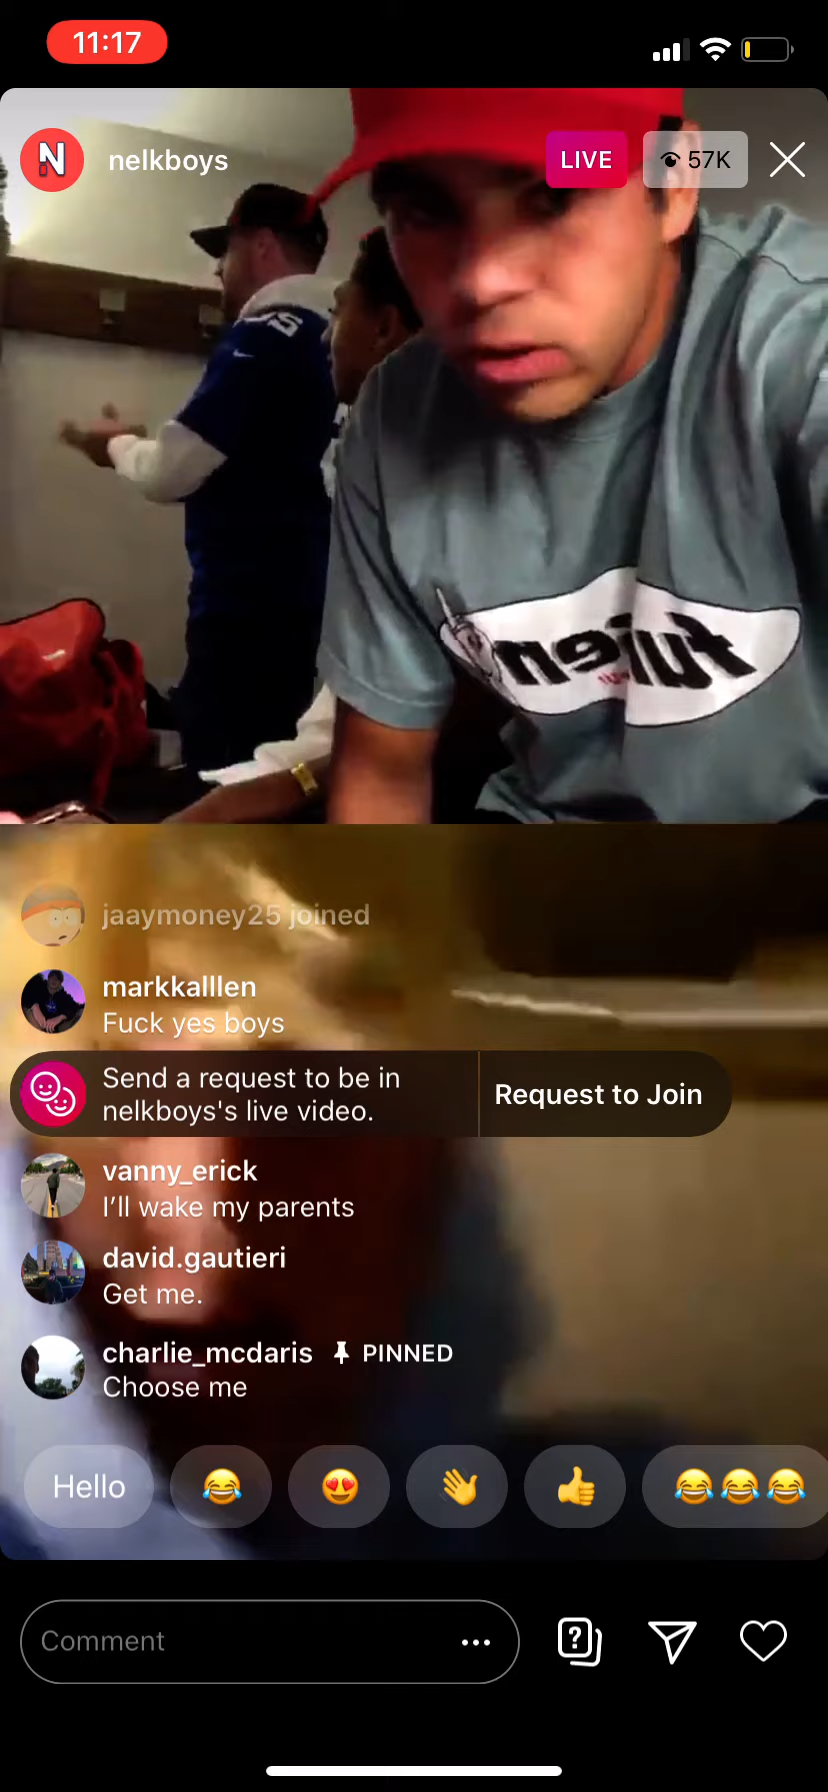 11:17
N nelkboys LIVE 57K
fulsen
jaaymoney25 joined
markkalllen
Fuck yes boys
Send a request to be in
nelkboys's live video.
Request to Join
vanny_erick
I’ll wake my parents
david.gautieri
Get me.
charlie_mcdaris PINNED
Choose me
Hello
Comment